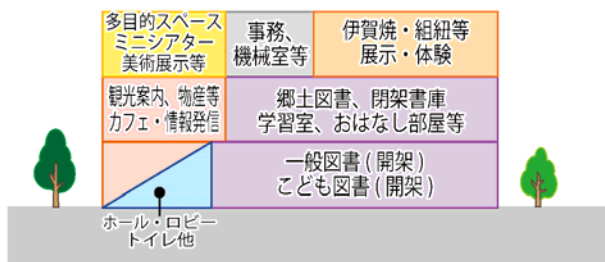 多目的スペース
ミニシアター
美術展示等
事務、
機械室等
伊賀焼・組紐等
展示・体験
観光案内、物産等
カフェ・情報発信
郷土図書、閉架書庫
学習室、おはなし部屋等
一般図書(開架)
こども図書(開架)
ホール・ロビー
トイレ他